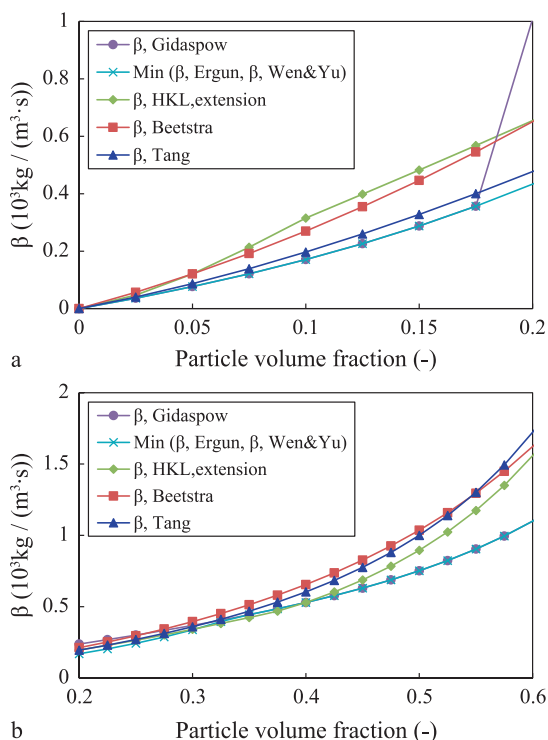 1
0.8
0.6
0.4
0.2
0
β (10³kg / (m³·s))
β, Gidaspow
Min (β, Ergun, β, Wen&Yu)
β, HKL,extension
β, Beetstra
β, Tang
0 0.05 0.1 0.15 0.2
a Particle volume fraction (-)
2
1.5
1
0.5
0
β (10³kg / (m³·s))
β, Gidaspow
Min (β, Ergun, β, Wen&Yu)
β, HKL,extension
β, Beetstra
β, Tang
0.2 0.3 0.4 0.5 0.6
b Particle volume fraction (-)